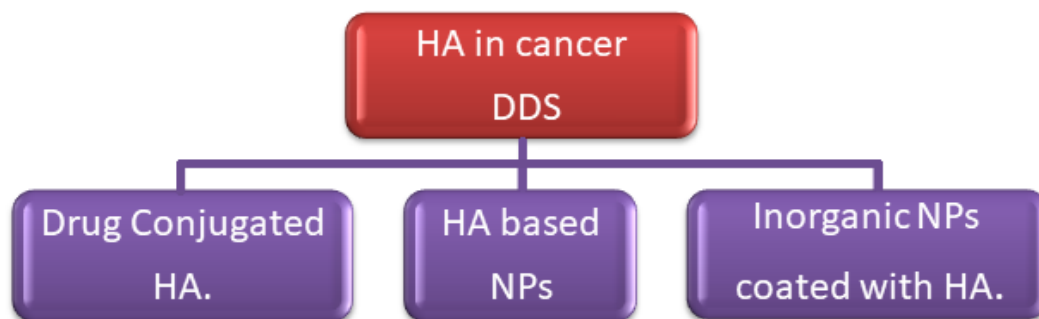 HA in cancer
DDS
Drug Conjugated
HA.
HA based
NPs
Inorganic NPs
coated with HA.